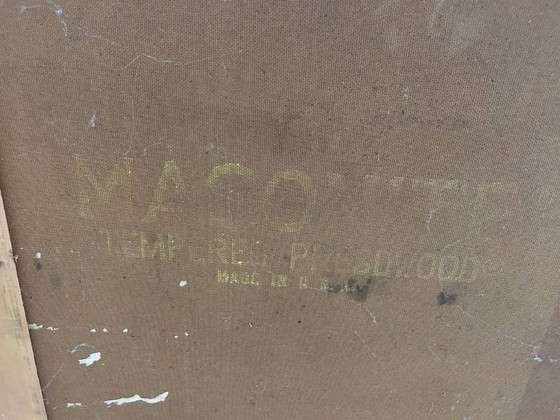 MASONITE
TEMPERED PRESDWOOD
MADE IN U.S.A.